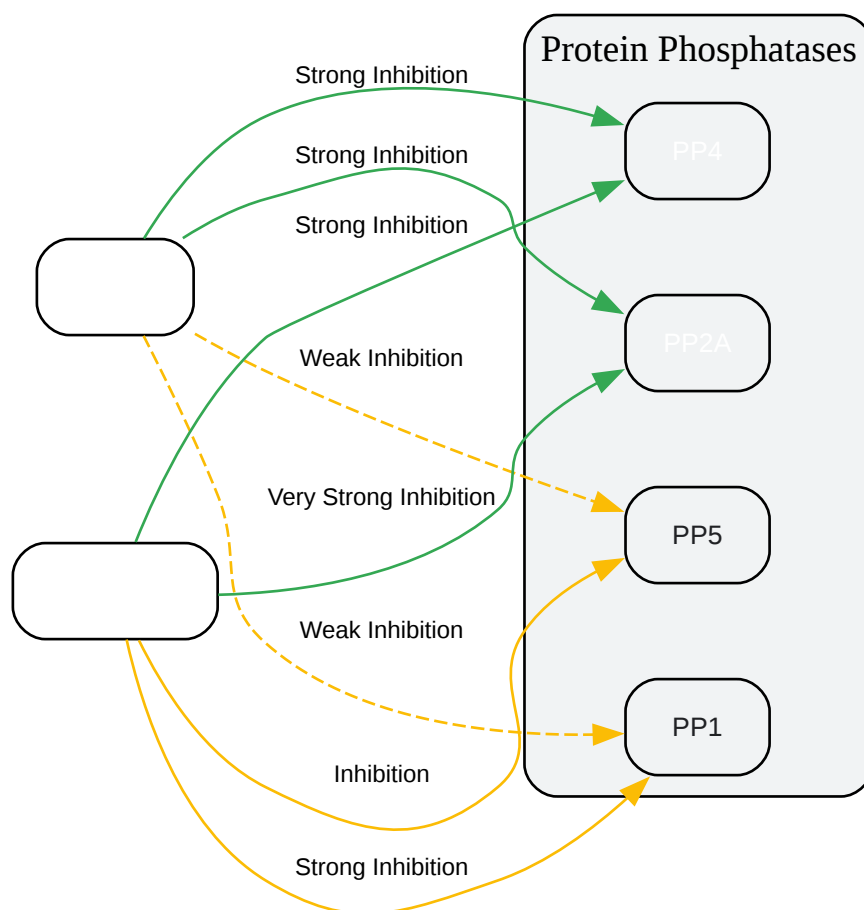 Protein Phosphatases
Strong Inhibition
PP4
Strong Inhibition
Strong Inhibition
PP2A
Weak Inhibition
Very Strong Inhibition
PP5
Weak Inhibition
PP1
Inhibition
Strong Inhibition